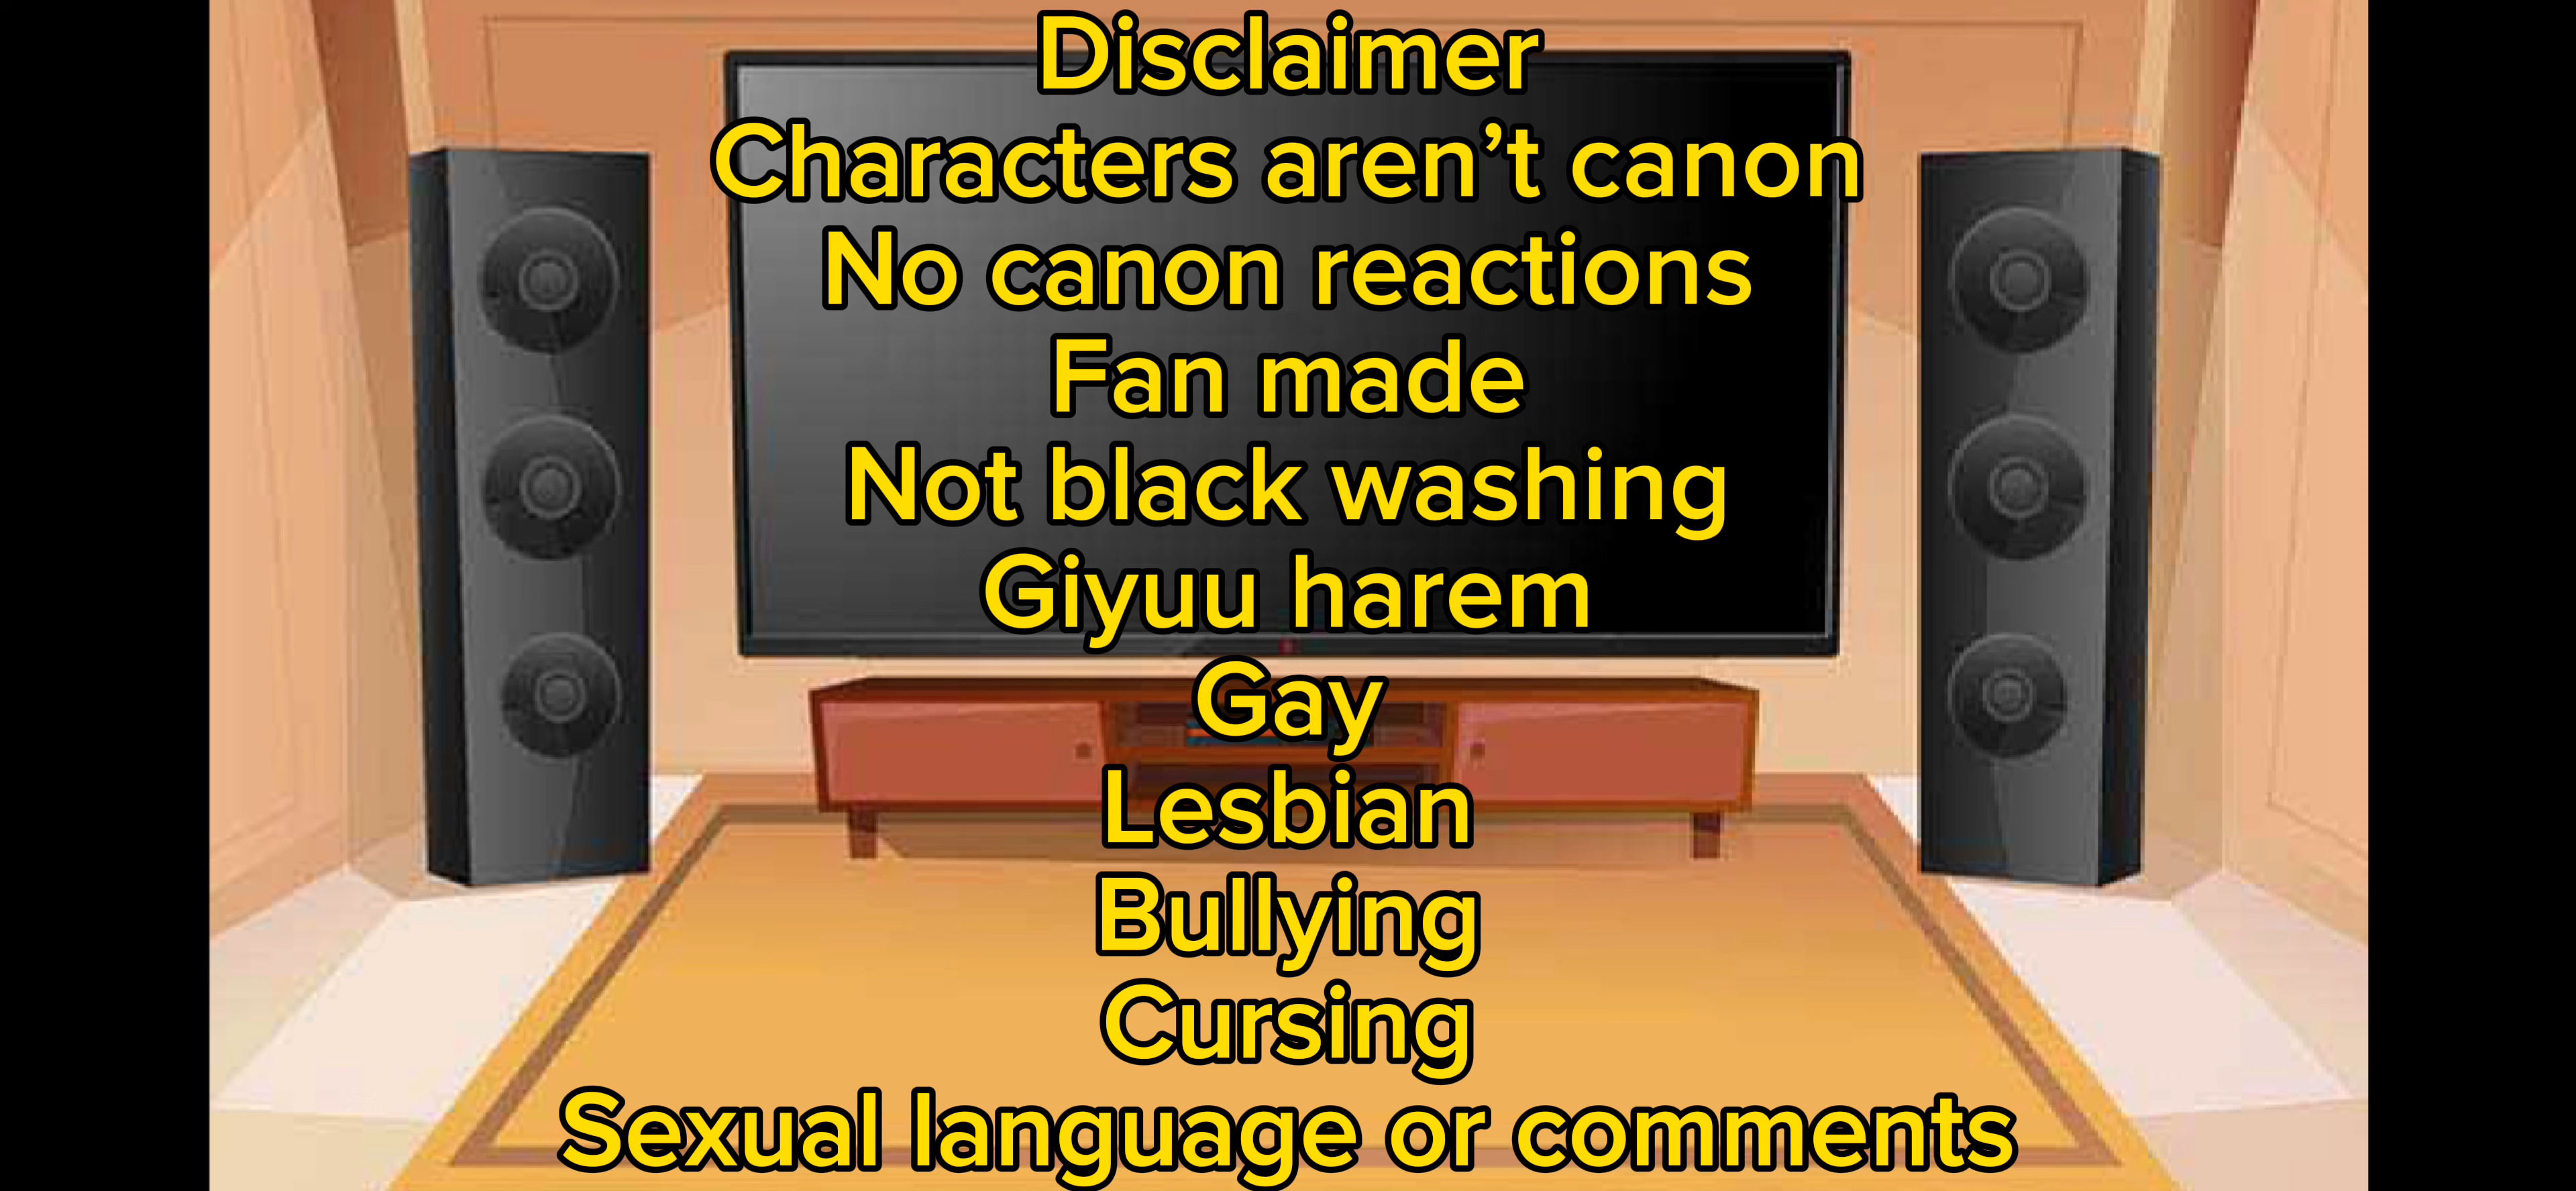 Disclaimer
Characters aren’t canon
No canon reactions
Fan made
Not black washing
Giyuu harem
Gay
Lesbian
Bullying
Cursing
Sexual language or comments